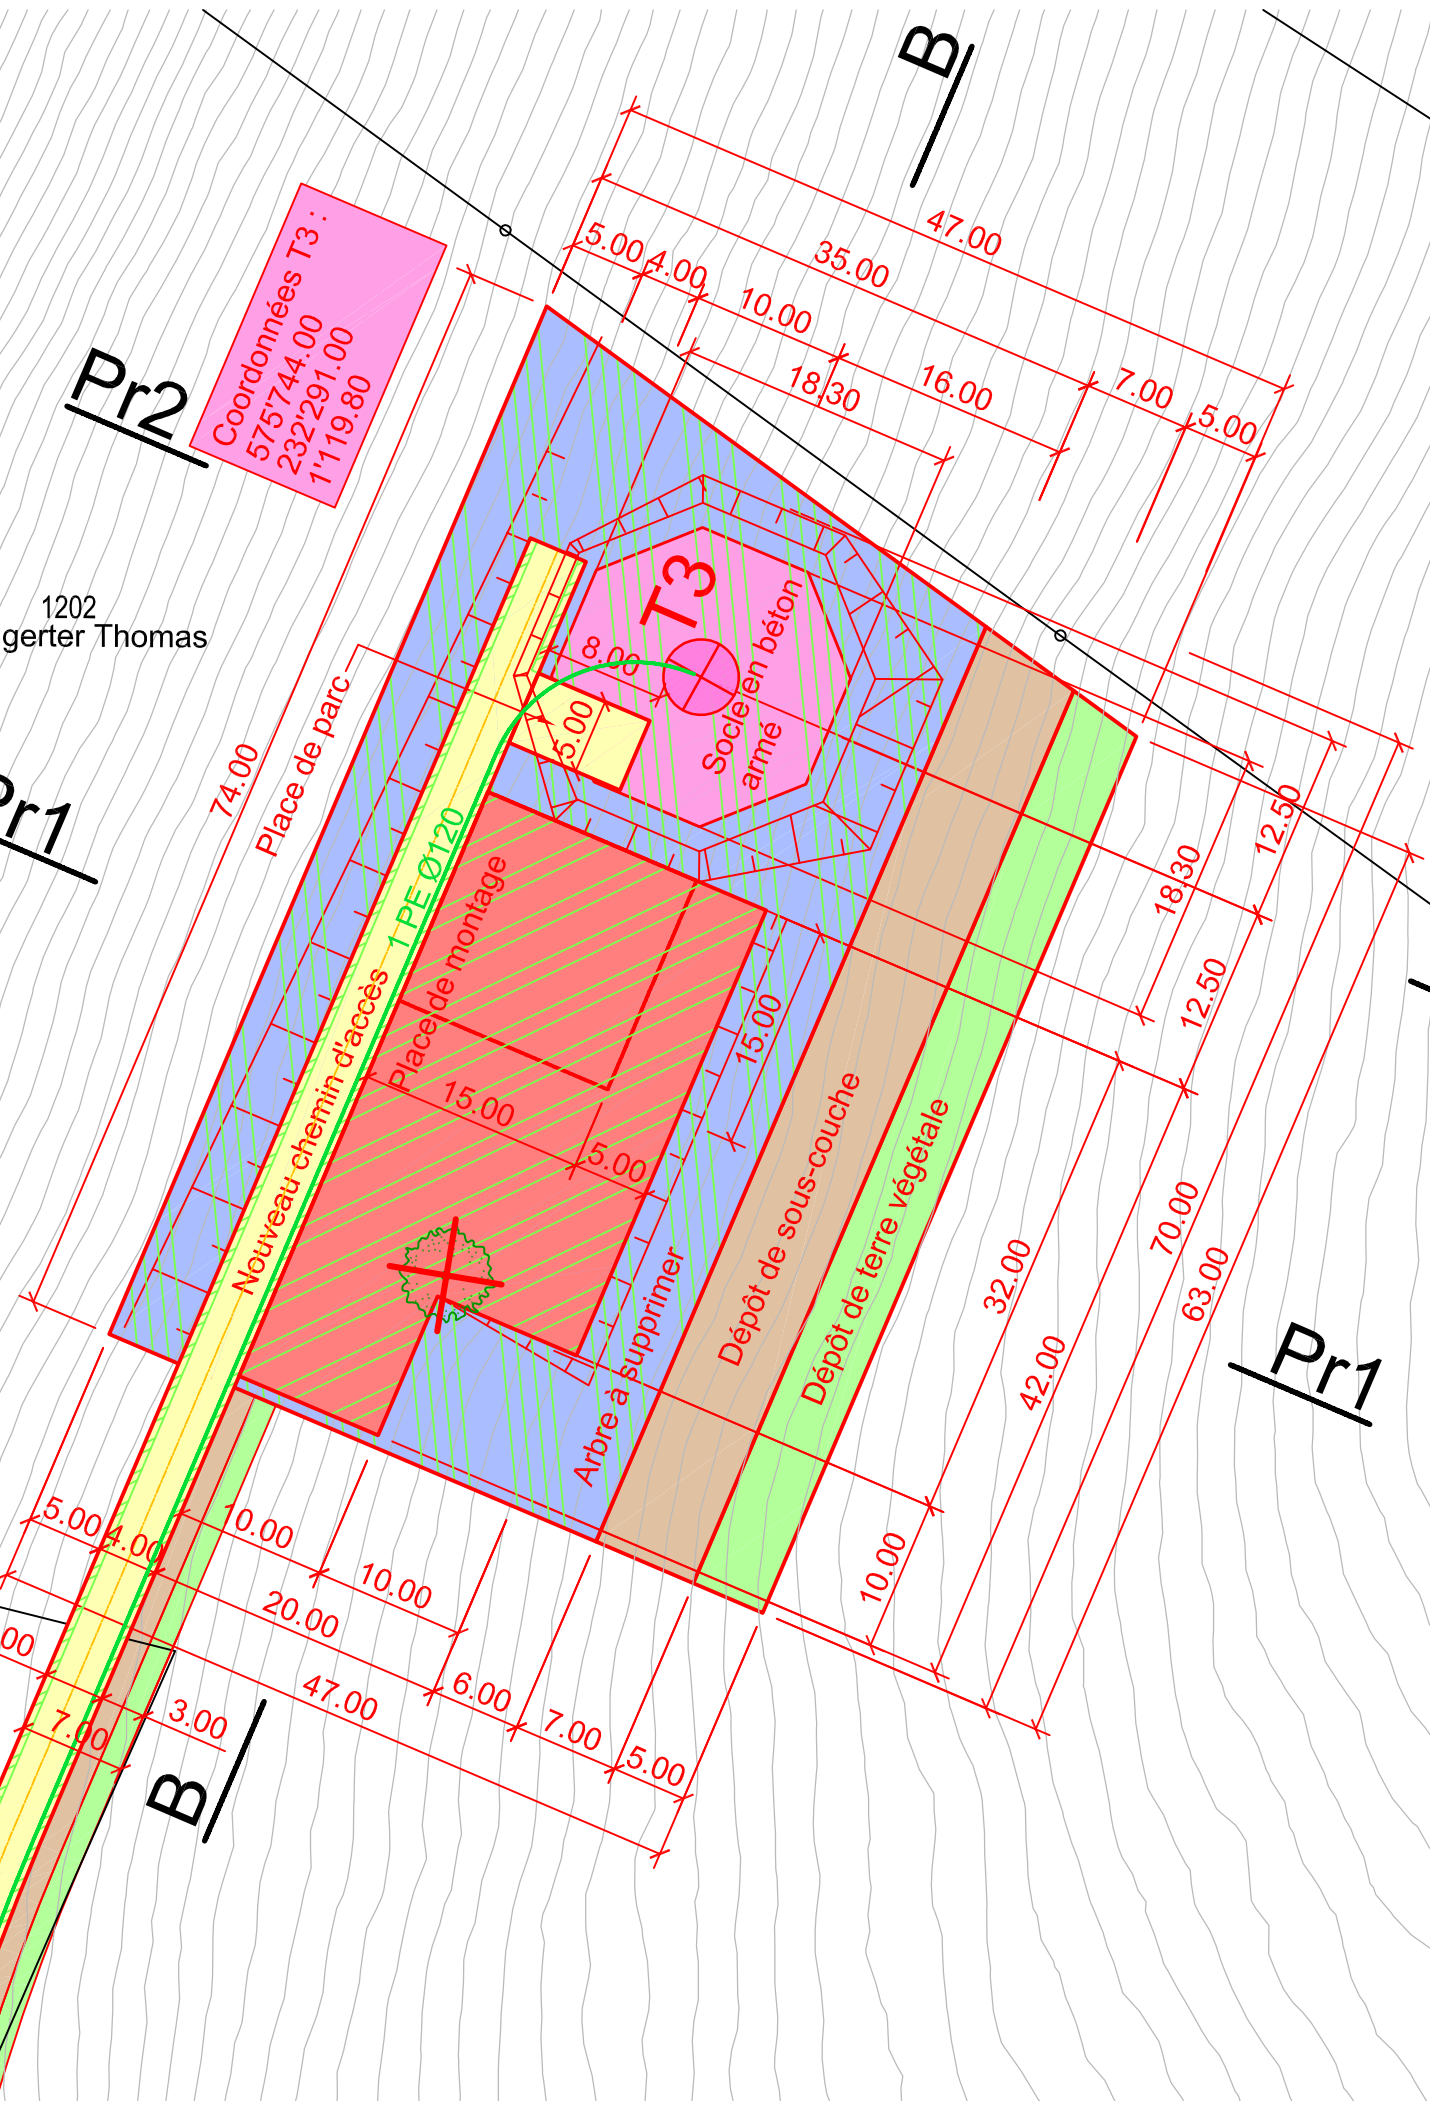 B
47.00
35.00
5.00
4.00
10.00
16.00
7.00
5.00
18.30
Coordonnées T3 :
575'744.00
232'291.00
1'119.80
Pr2
1202
gerter Thomas
T3
Socle en béton
armé
8.00
5.00
74.00
Place de parc
Pr1
1 PE Ø120
Place de montage
Nouveau chemin d'accès
15.00
15.00
5.00
12.50
18.30
12.50
Dépôt de sous-couche
Dépôt de terre végétale
Arbre à supprimer
32.00
70.00
63.00
42.00
10.00
Pr1
5.00
4.00
10.00
10.00
20.00
47.00
6.00
7.00
5.00
00
7.00
3.00
B